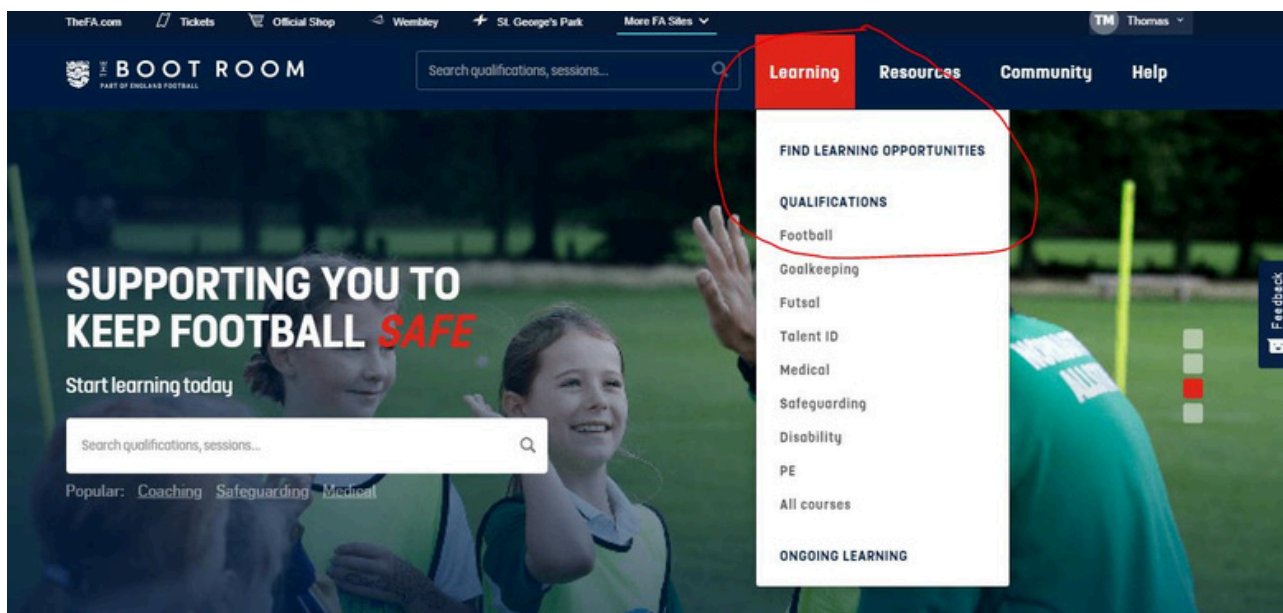 TheFA.com Tickets Official Shop Wembley St. George's Park More FA Sites TM Thomas
THE BOOT ROOM
PART OF ENGLAND FOOTBALL
Search qualifications, sessions...
Learning Resources Community Help
FIND LEARNING OPPORTUNITIES
QUALIFICATIONS
Football
Goalkeeping
Futsal
Talent ID
Medical
Safeguarding
Disability
PE
All courses
ONGOING LEARNING
SUPPORTING YOU TO
KEEP FOOTBALL SAFE
Start learning today
Search qualifications, sessions...
Popular: Coaching Safeguarding Medical
Feedback